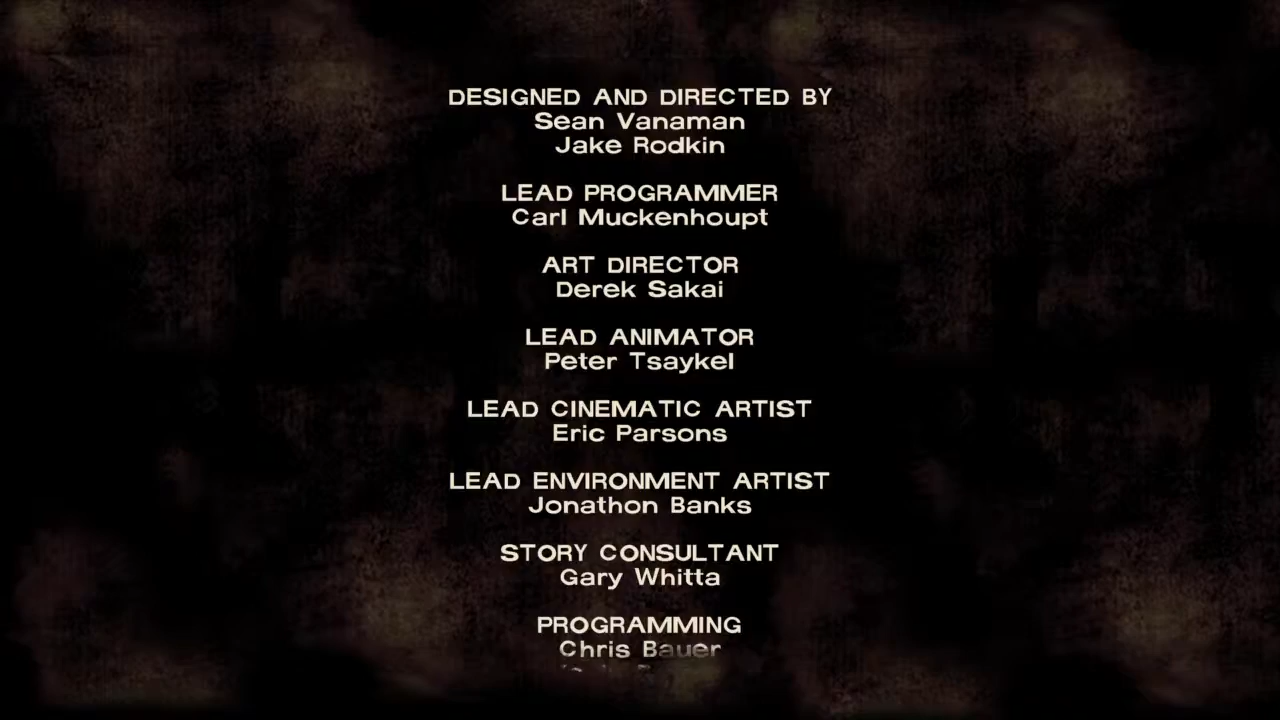 DESIGNED AND DIRECTED BY
Sean Vanaman
Jake Rodkin
LEAD PROGRAMMER
Carl Muckenhoupt
ART DIRECTOR
Derek Sakai
LEAD ANIMATOR
Peter Tsaykel
LEAD CINEMATIC ARTIST
Eric Parsons
LEAD ENVIRONMENT ARTIST
Jonathon Banks
STORY CONSULTANT
Gary Whitta
PROGRAMMING
Chris Bauer